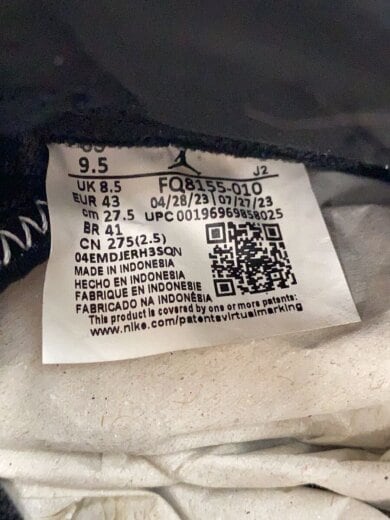 US
9.5
J2
UK 8.5 FQ8155-010
EUR 43 04/28/23 | 07/27/23
cm 27.5 UPC 00196969858025
BR 41
CN 275(2.5)
04EMDJERH3SQN
MADE IN INDONESIA
HECHO EN INDONESIA
FABRIQUE EN INDONESIE
FABRICADO NA INDONÉSIA
This product is covered by one or more patents:
www.nike.com/patentsvirtualmarking